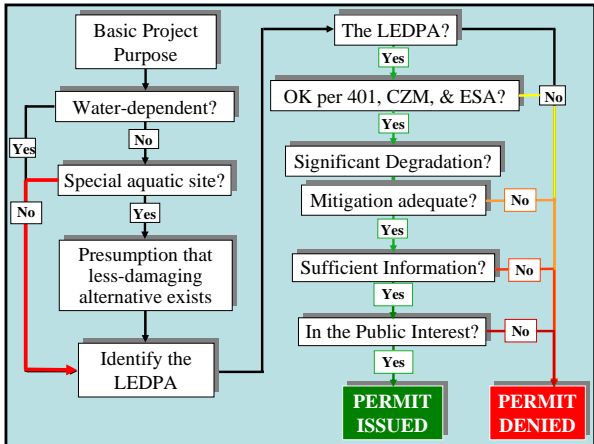 Basic Project
Purpose
Water-dependent?
Yes
No
Special aquatic site?
No
Yes
Presumption that
less-damaging
alternative exists
Identify the
LEDPA
The LEDPA?
Yes
No
OK per 401, CZM, & ESA?
Yes
Significant Degradation?
Mitigation adequate?
No
Yes
Sufficient Information?
No
Yes
In the Public Interest?
No
Yes
PERMIT
ISSUED
PERMIT
DENIED